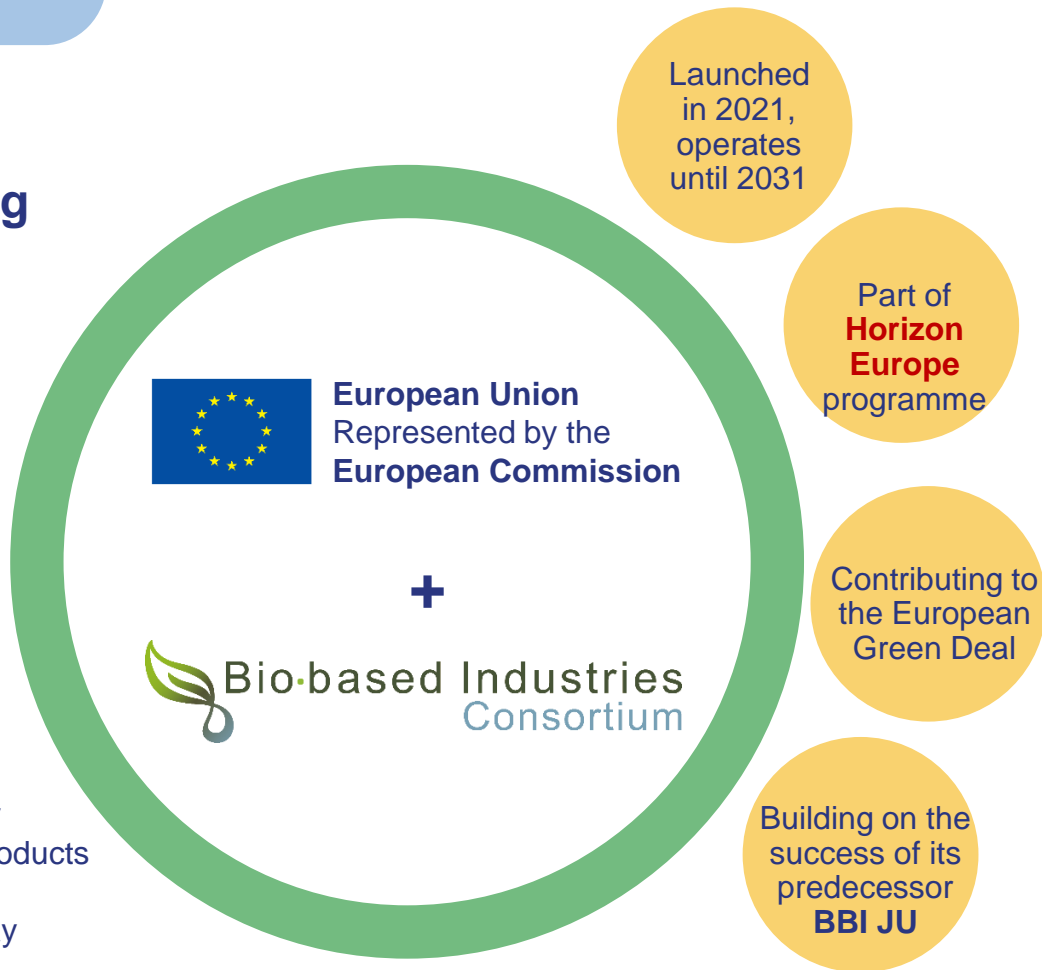 g
European Union
Represented by the
European Commission
+
Bio-based Industries
Consortium
Launched
in 2021,
operates
until 2031
Part of
Horizon
Europe
programme
Contributing to
the European
Green Deal
Building on the
success of its
predecessor
BBI JU
oducts
y